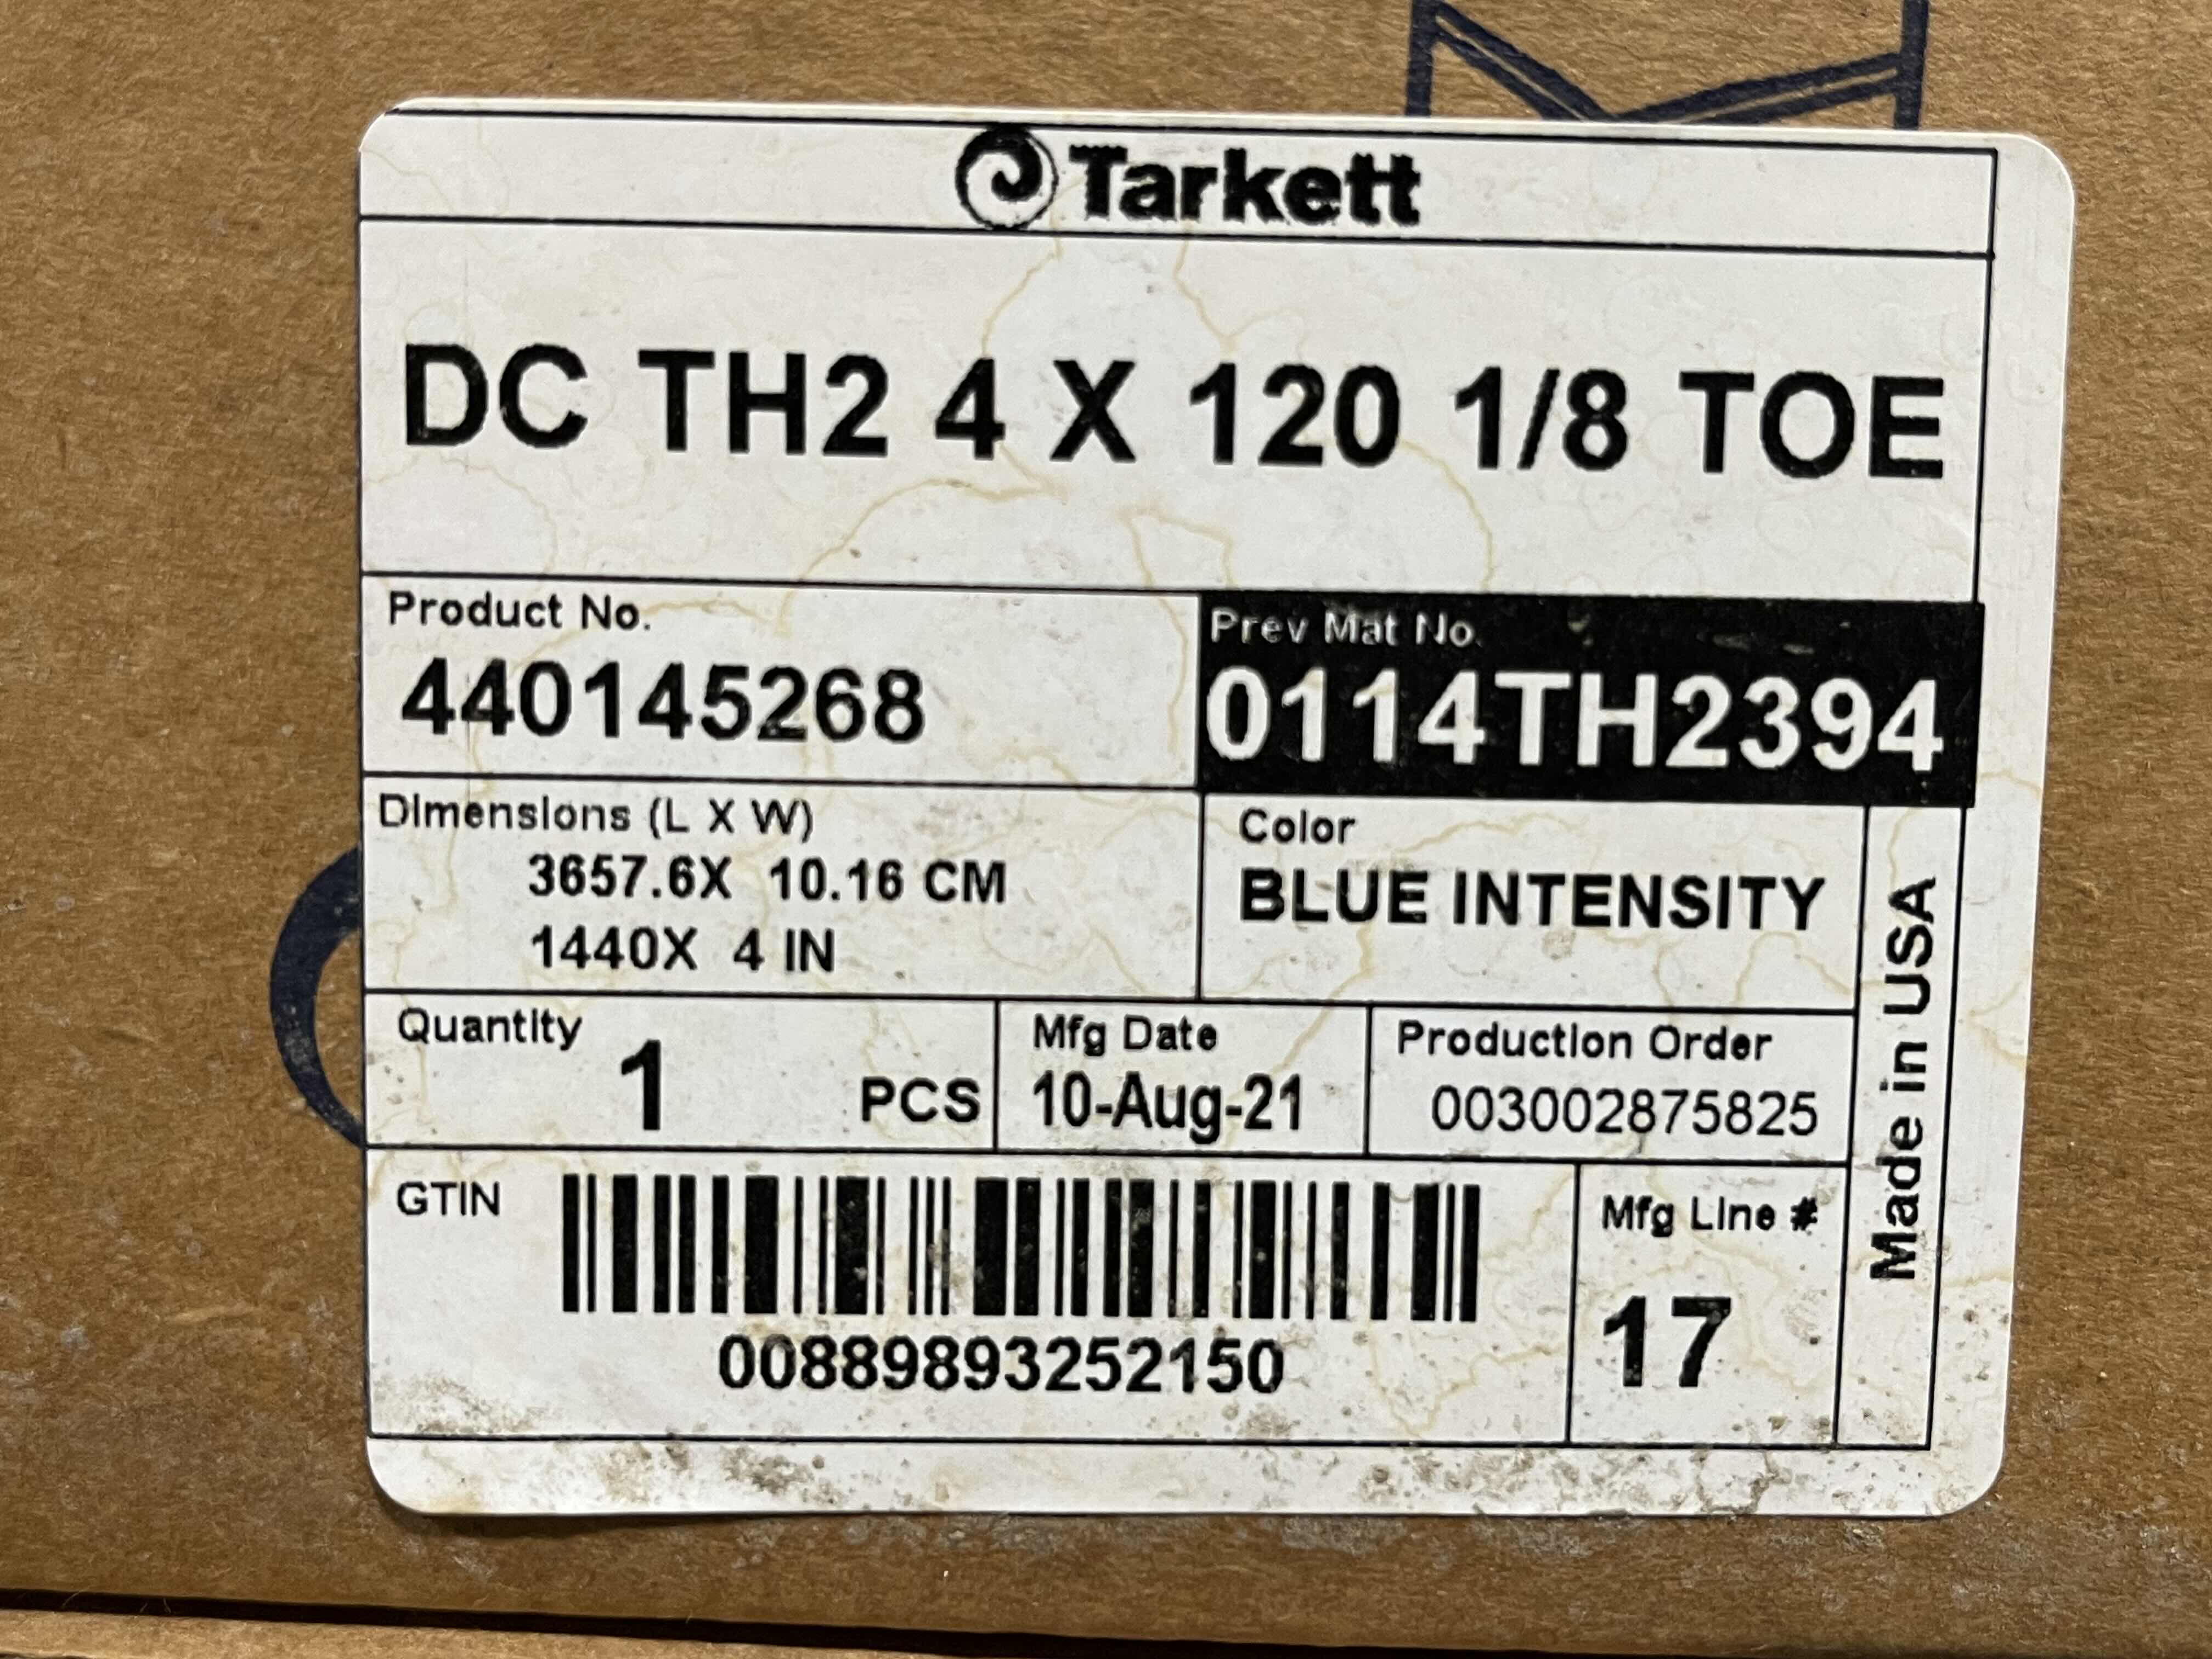 Tarkett
DC TH2 4 X 120 1/8 TOE
Product No.
440145268
Prev Mat No.
0114TH2394
Dimensions (L X W)
3657.6X 10.16 CM
1440X 4 IN
Color
BLUE INTENSITY
Quantity
1 PCS
Mfg Date
10-Aug-21
Production Order
003002875825
Made in USA
GTIN
00889893252150
Mfg Line #
17